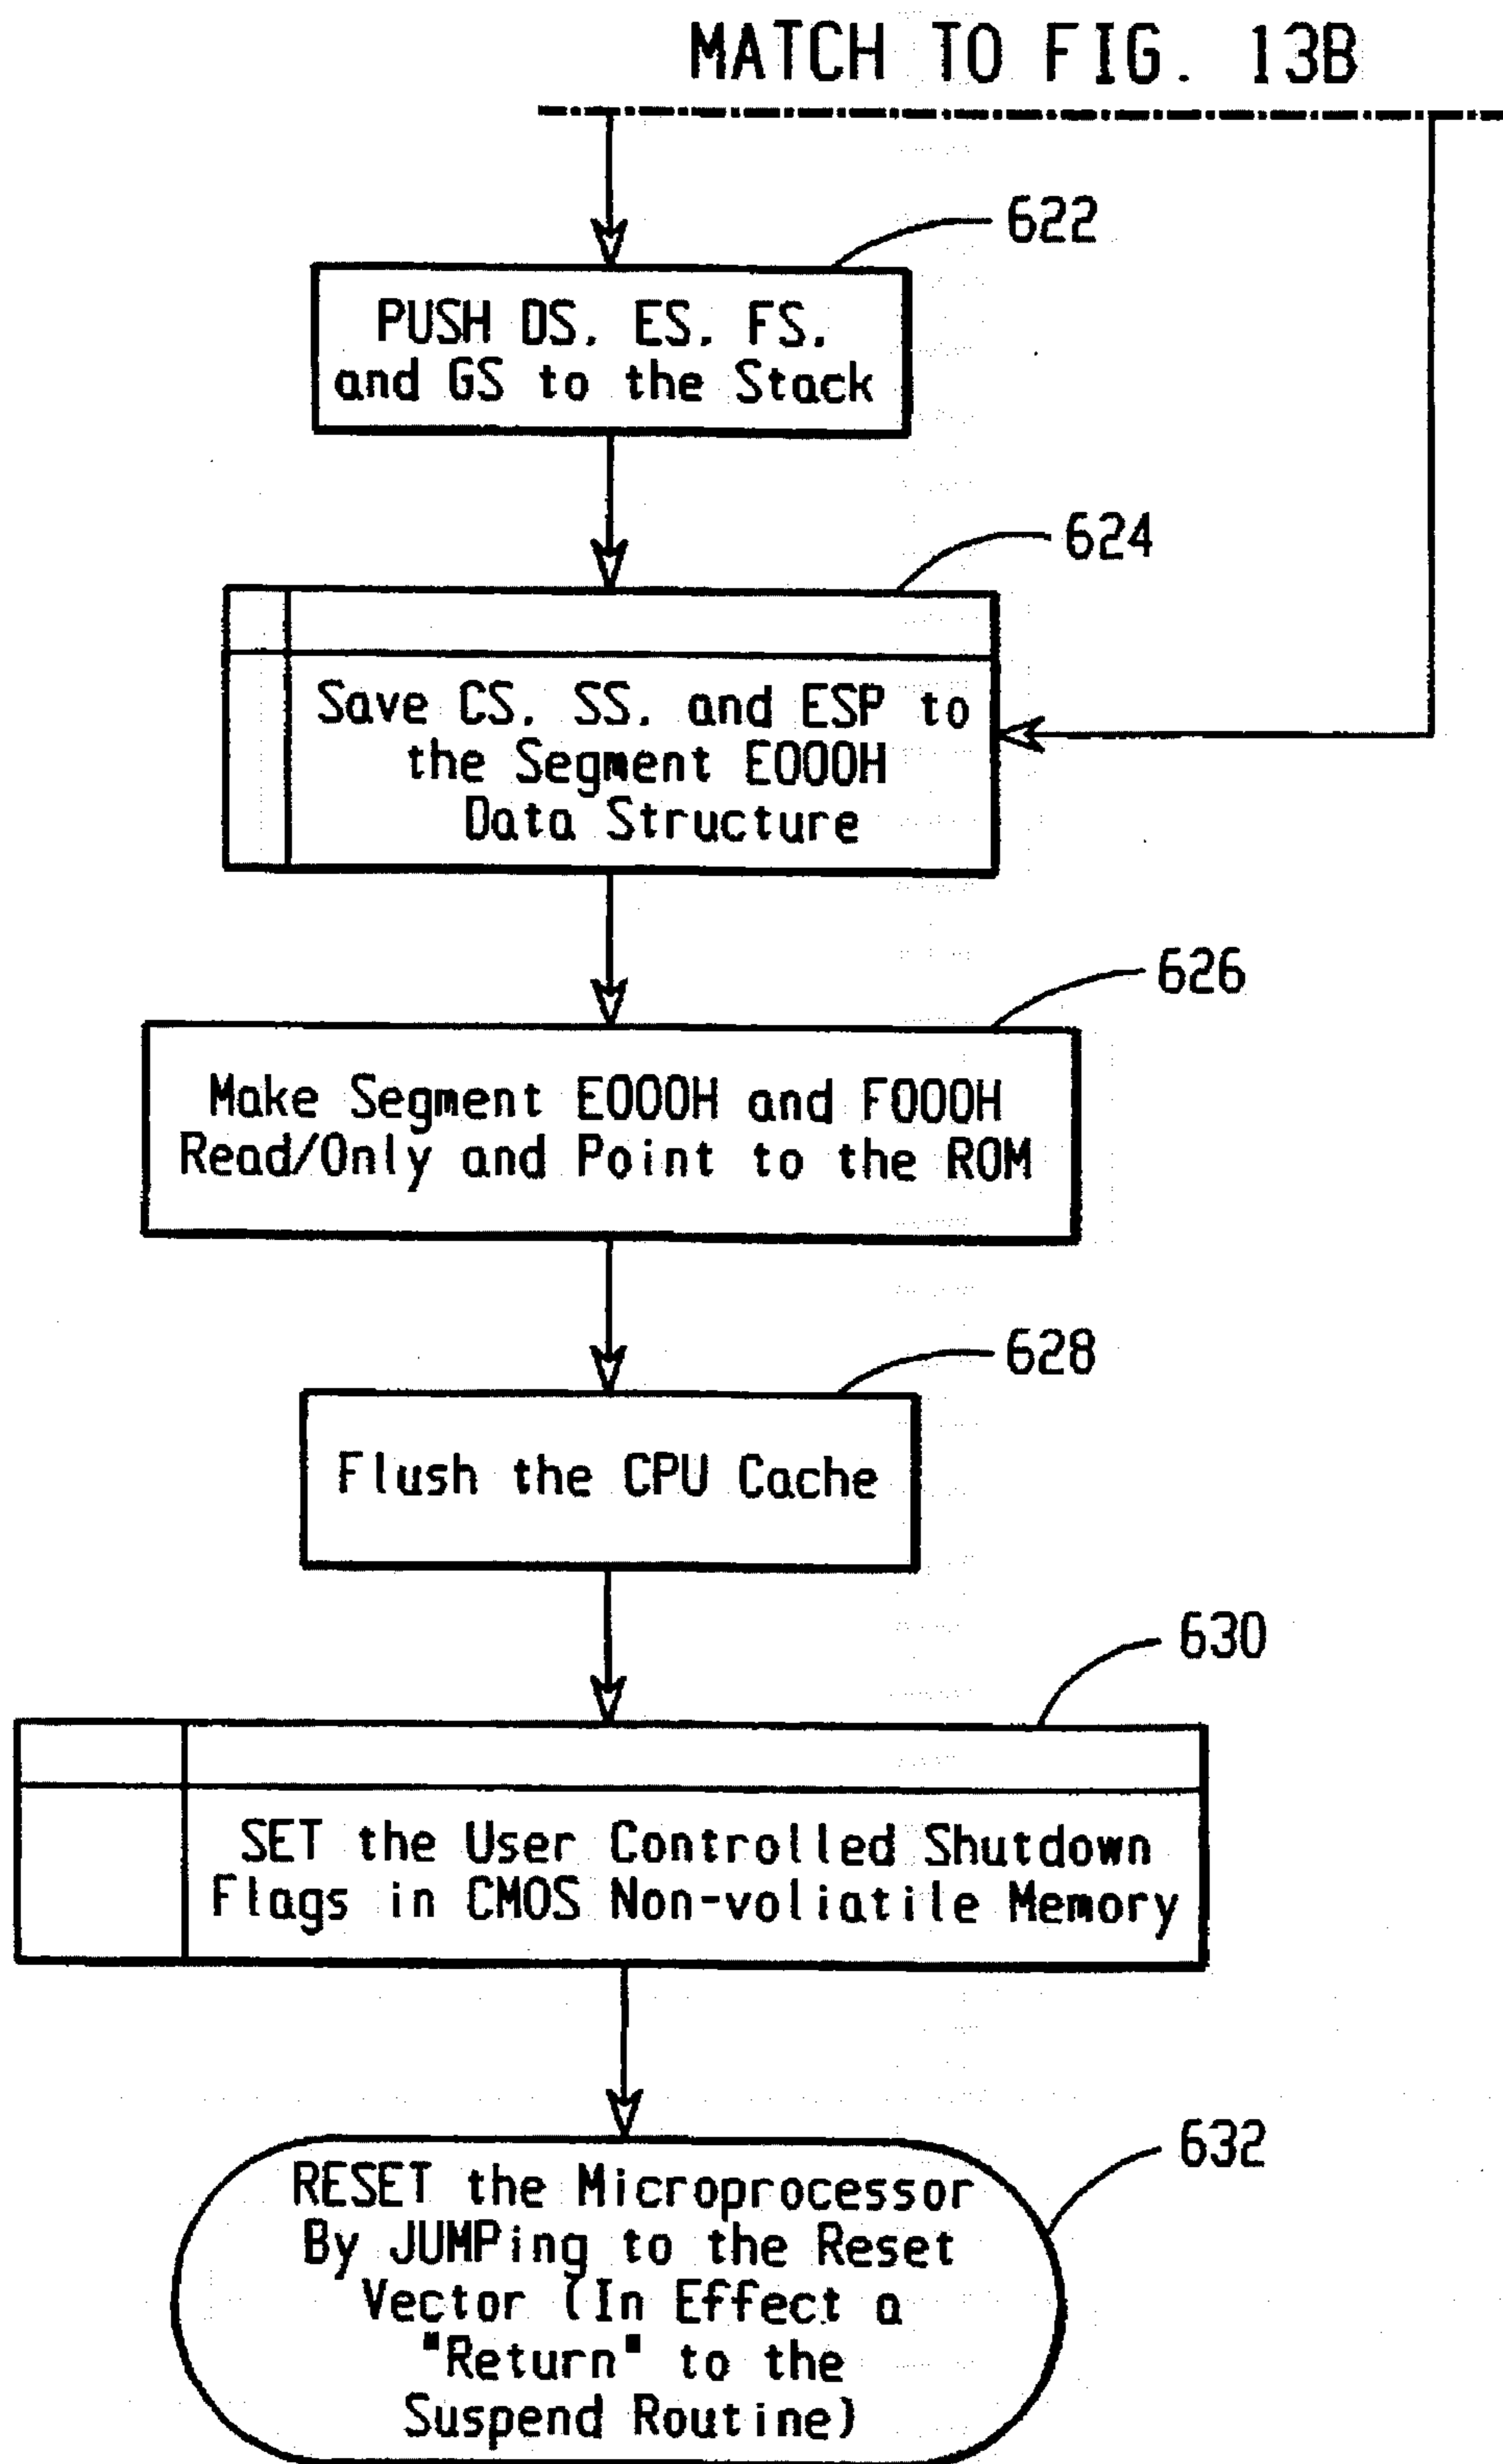 MATCH TO FIG. 13B
622
PUSH DS, ES, FS,
and GS to the Stack
624
Save CS, SS, and ESP to
the Segment E000H
Data Structure
626
Make Segment E000H and F000H
Read/Only and Point to the ROM
628
Flush the CPU Cache
630
SET the User Controlled Shutdown
Flags in CMOS Non-voliatile Memory
632
RESET the Microprocessor
By JUMPing to the Reset
Vector (In Effect a
"Return" to the
Suspend Routine)